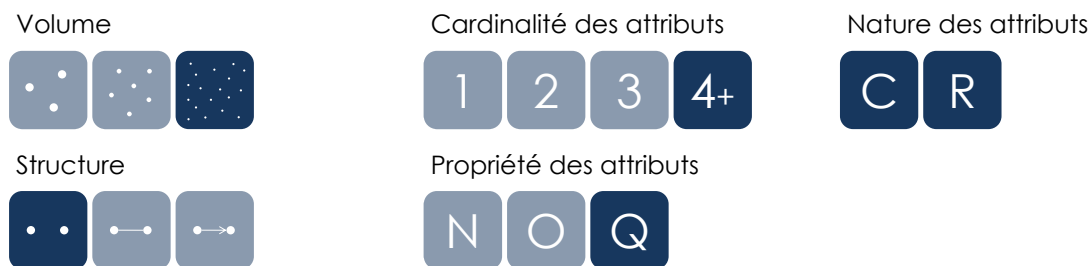 Volume
Cardinalité des attributs
Nature des attributs
1 2 3 4+
C R
Structure
Propriété des attributs
N O Q